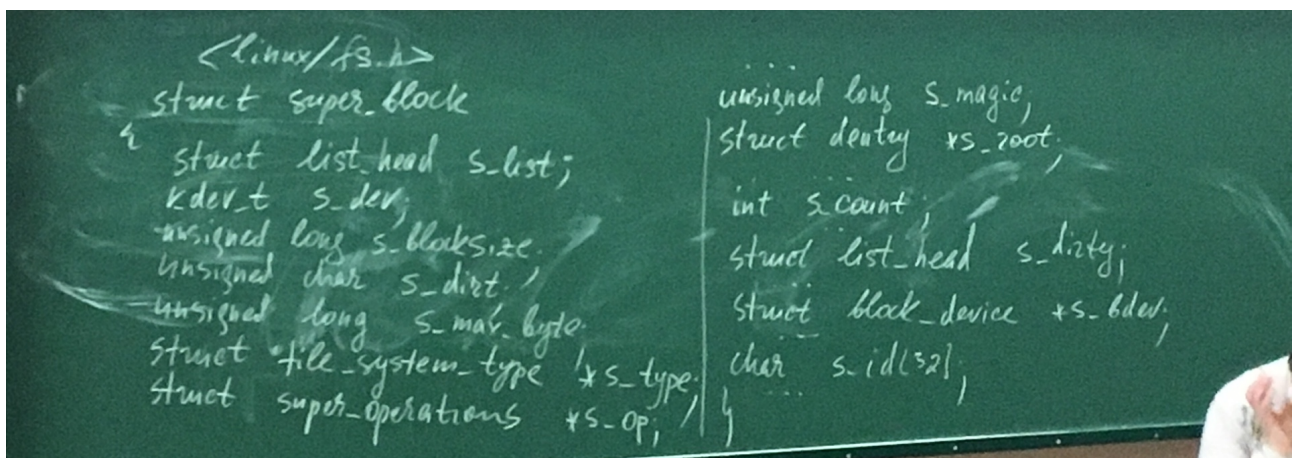 <linux/fs.h>
struct super_block
{
struct list_head s_list;
kdev_t s_dev;
unsigned long s_blocksize;
unsigned char s_dirt;
unsigned long s_max_byte;
struct file_system_type *s_type;
struct super_operations *s_op;
....
unsigned long s_magic;
struct dentry *s_root;
...
int s_count;
...
struct list_head s_dirty;
...
struct block_device *s_bdev;
...
char s_id[32];
....
}